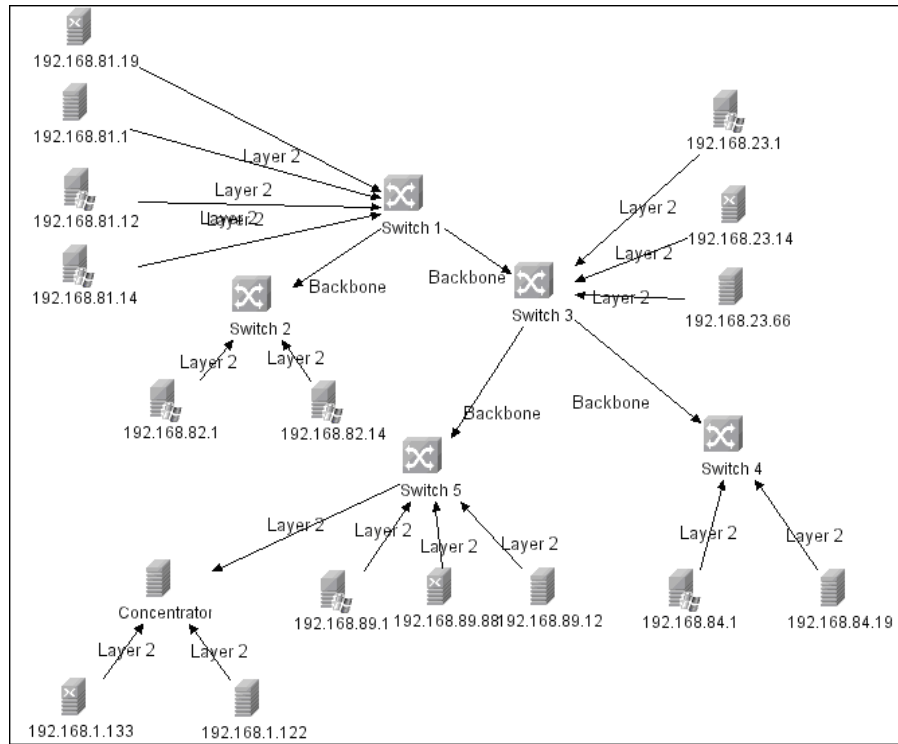 192.168.81.19
192.168.81.1
192.168.23.1
Layer 2
Layer 2
192.168.81.12
Layer 2
Layer 2
Switch 1
Layer 2
192.168.23.14
Layer 2
192.168.81.14
Backbone
Backbone
Layer 2
Switch 2
Switch 3
192.168.23.66
Layer 2
Layer 2
192.168.82.1
192.168.82.14
Backbone
Backbone
Switch 5
Switch 4
Layer 2
Layer 2
Layer 2
Layer 2
Layer 2
Layer 2
Concentrator
192.168.89.1
192.168.89.88
192.168.89.12
192.168.84.1
192.168.84.19
Layer 2
Layer 2
192.168.1.133
192.168.1.122